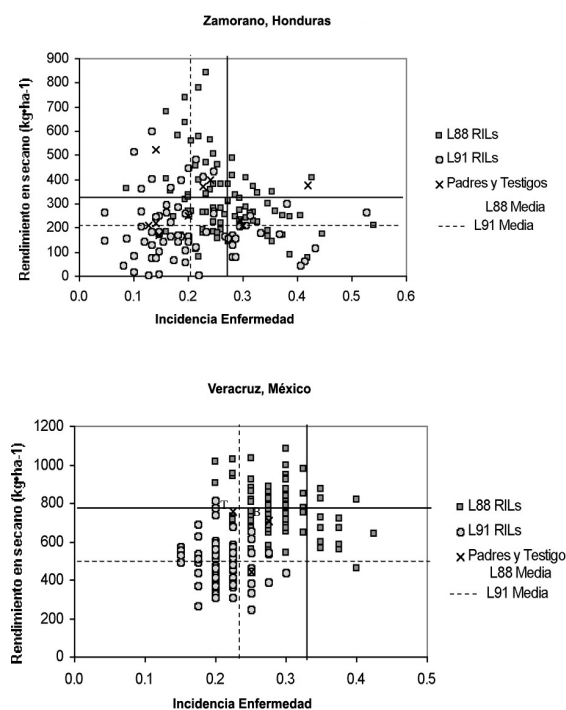 Zamorano, Honduras
Rendimiento en secano (kg•ha-1)
900
800
700
600
500
400
300
200
100
0
0.0 0.1 0.2 0.3 0.4 0.5 0.6
Incidencia Enfermedad
L88 RILs
L91 RILs
Padres y Testigos
L88 Media
L91 Media
Veracruz, México
Rendimiento en secano (kg•ha-1)
1200
1000
800
600
400
200
0
T
B
0.0 0.1 0.2 0.3 0.4 0.5
Incidencia Enfermedad
L88 RILs
L91 RILs
Padres y Testigo
L88 Media
L91 Media